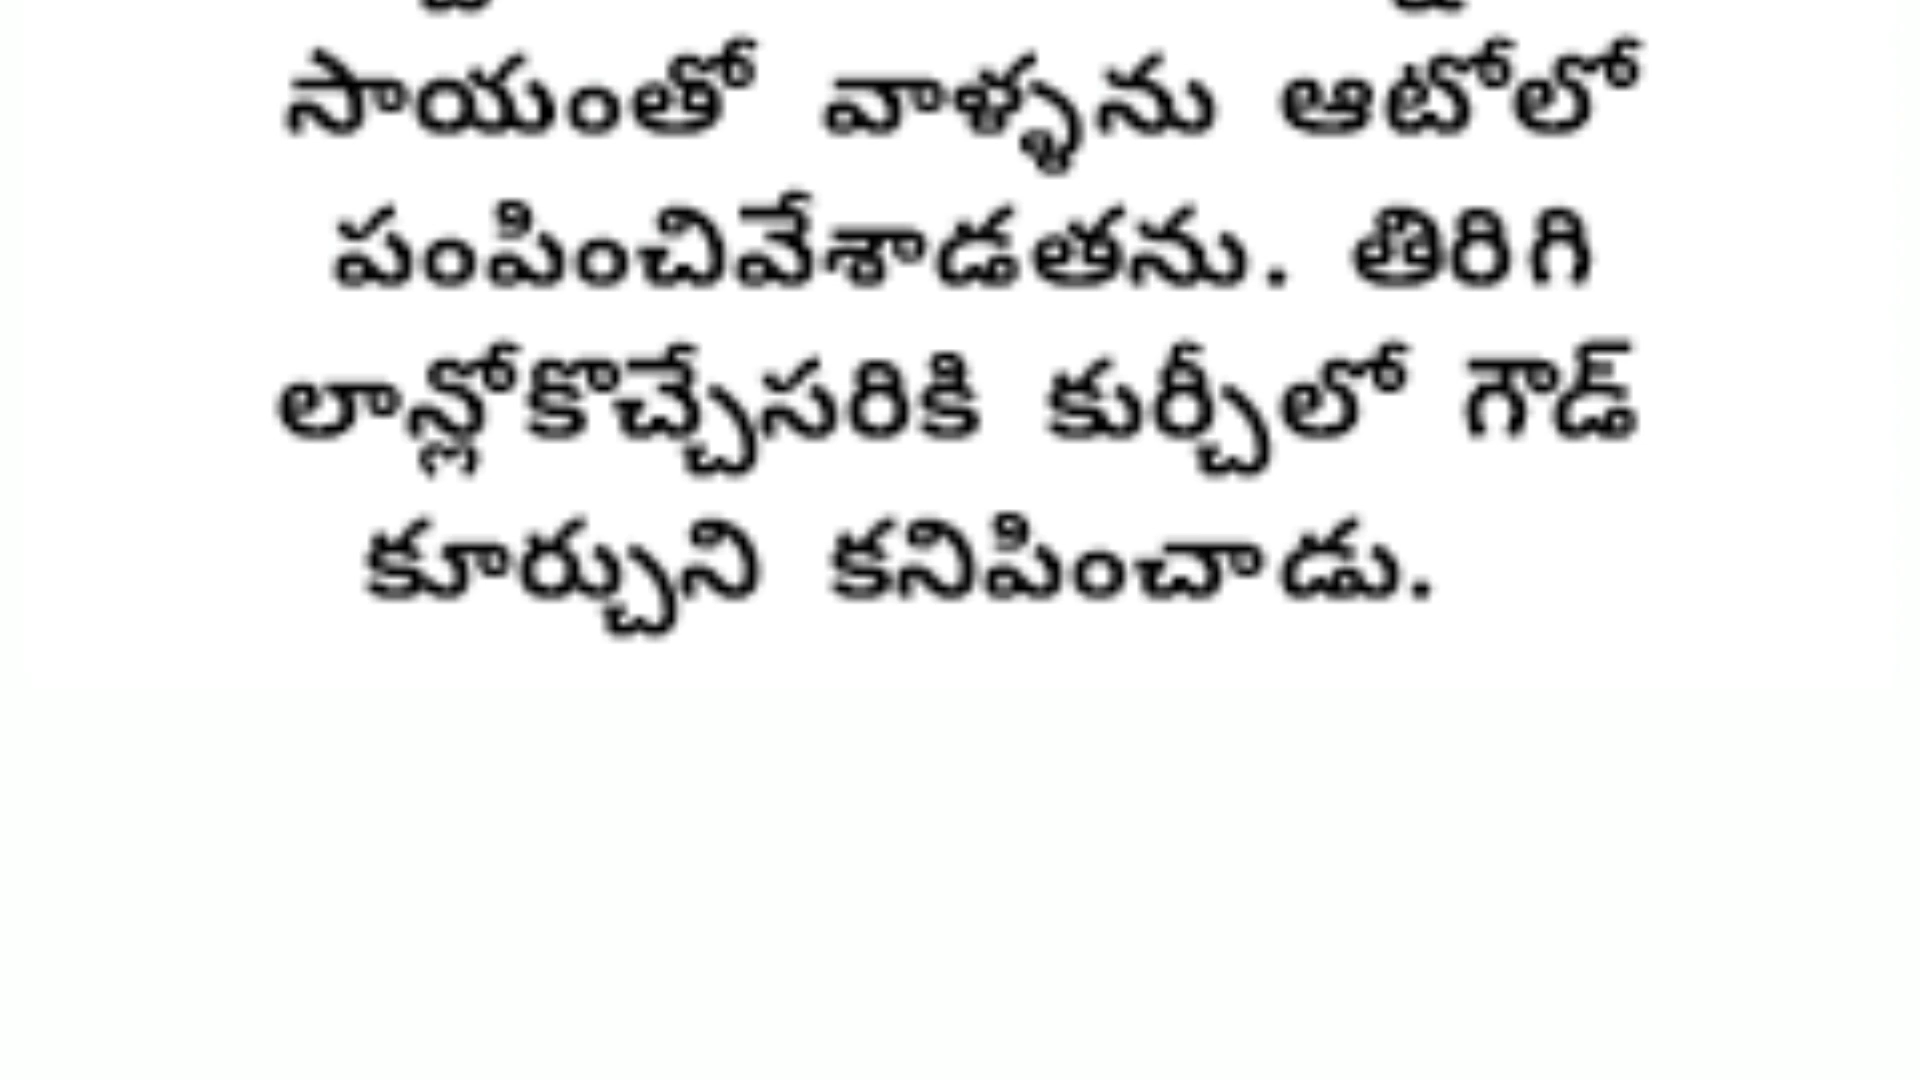 సాయంతో వాళ్ళను ఆటోలో
పంపించివేశాడతను. తిరిగి
లాన్లోకొచ్చేసరికి కుర్చీలో గౌడ్
కూర్చుని కనిపించాడు.